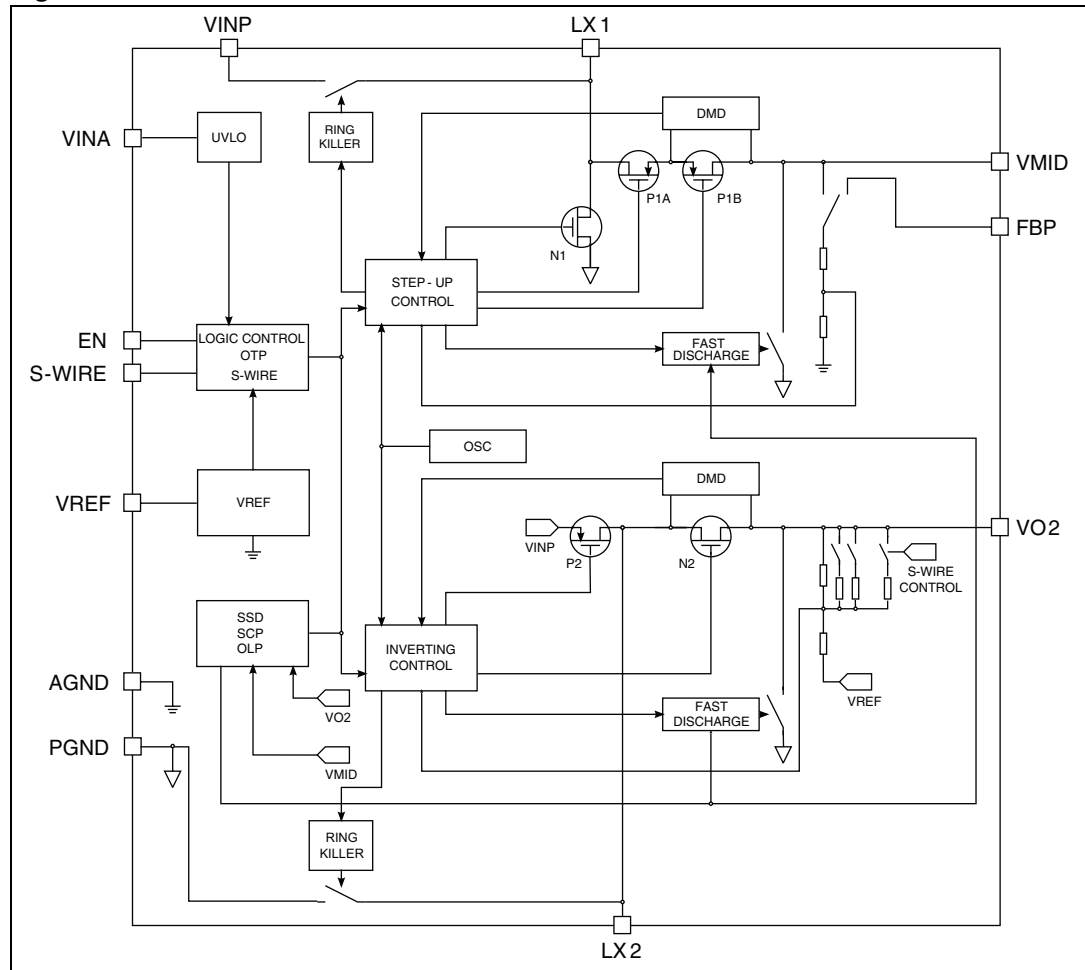 VINP
LX1
RING
KILLER
DMD
VINA
UVLO
VMID
P1A
P1B
FBP
N1
STEP-UP
CONTROL
EN
LOGIC CONTROL
OTP
S-WIRE
S-WIRE
FAST
DISCHARGE
OSC
VREF
VREF
DMD
VINP
P2
N2
VO2
S-WIRE
CONTROL
SSD
SCP
OLP
INVERTING
CONTROL
AGND
VO2
FAST
DISCHARGE
VREF
PGND
VMID
RING
KILLER
LX2